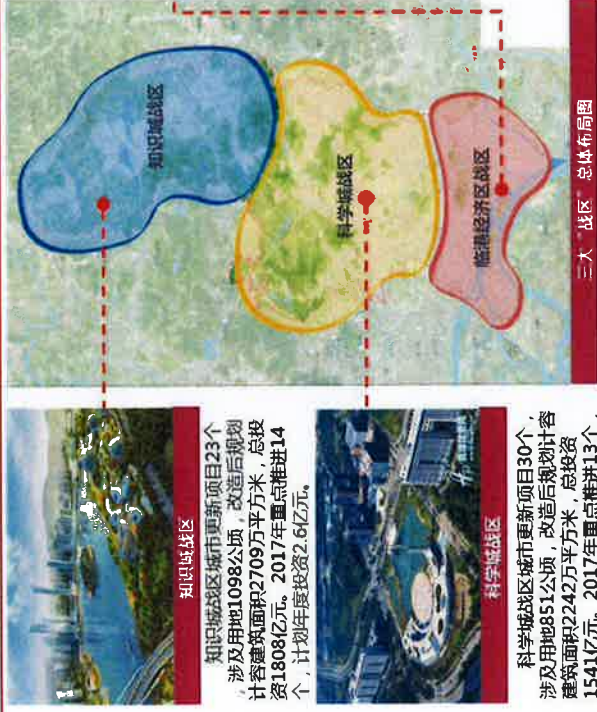 知识城战区
科学城战区
临港经济区战区
三大“战区”总体布局图
知识城战区
知识城战区城市更新项目23个
，涉及用地1098公顷，改造后规划
计容建筑面积2709万平方米，总投
资1808亿元。2017年重点推进14
个，计划年度投资2.6亿元。
科学城战区
科学城战区城市更新项目30个，
涉及用地851公顷，改造后规划计容
建筑面积2242万平方米，总投资
1541亿元。2017年重点推进13个，